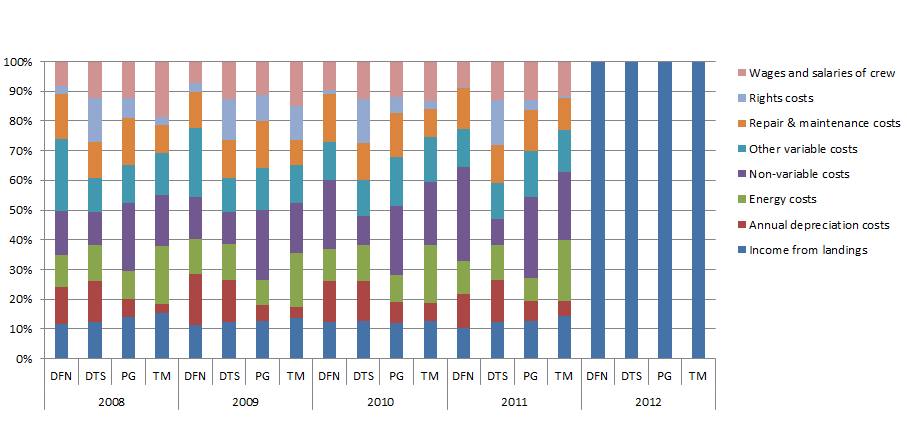 100%
90%
80%
70%
60%
50%
40%
30%
20%
10%
0%
DFN DTS PG TM DFN DTS PG TM DFN DTS PG TM DFN DTS PG TM DFN DTS PG TM
2008 2009 2010 2011 2012
Wages and salaries of crew
Rights costs
Repair & maintenance costs
Other variable costs
Non-variable costs
Energy costs
Annual depreciation costs
Income from landings